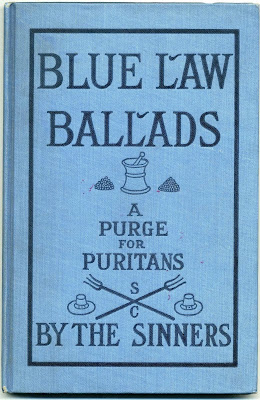 BLUE LAW
BALLADS
A
PURGE
FOR
PURITANS
S
C
BY THE SINNERS